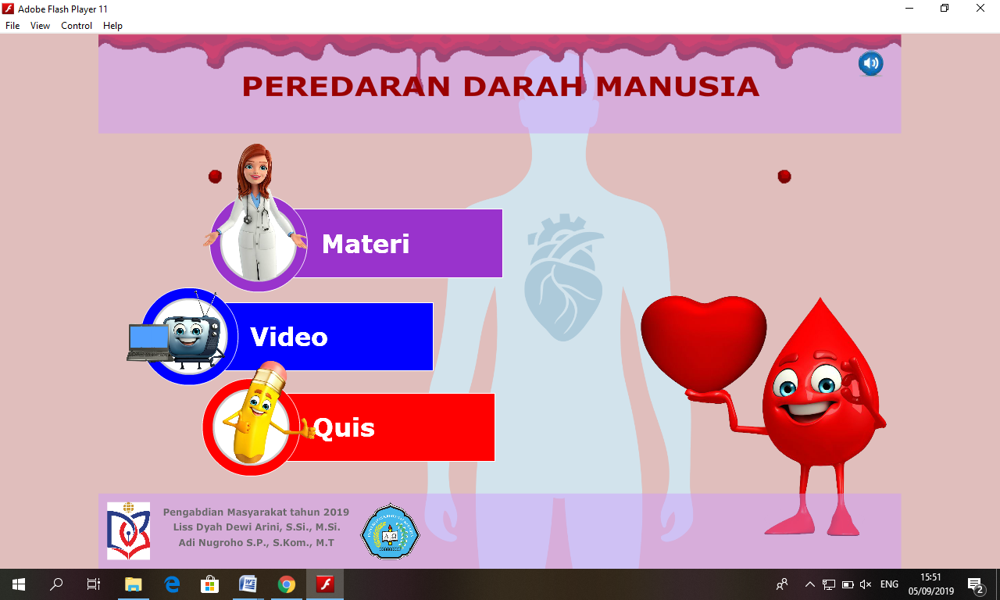 Adobe Flash Player 11
File View Control Help
PEREDARAN DARAH MANUSIA
Materi
Video
Quis
Pengabdian Masyarakat tahun 2019
Liss Dyah Dewi Arini, S.Si., M.Si.
Adi Nugroho S.P., S.Kom., M.T
ENG
15:51
05/09/2019
2